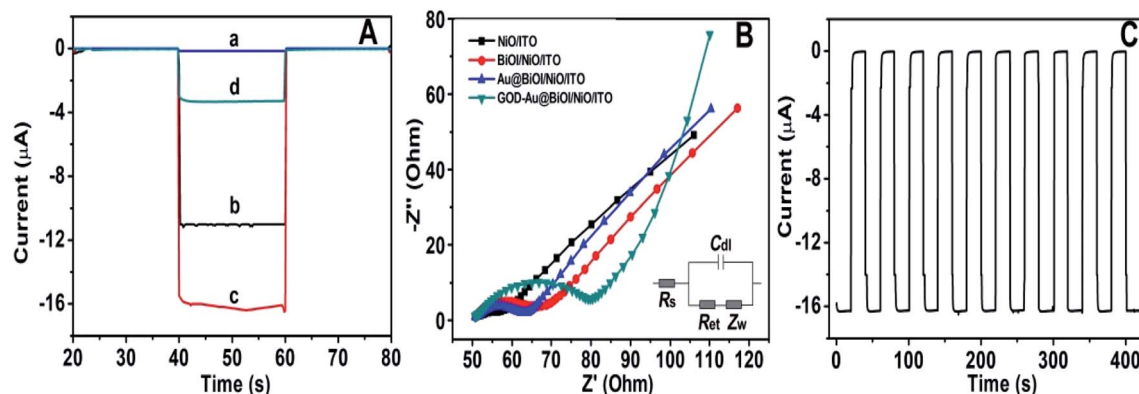 A
a
d
b
c
0
-4
-8
-12
-16
Current (μA)
20 30 40 50 60 70 80
Time (s)
B
NiO/ITO
BiOI/NiO/ITO
Au@BiOI/NiO/ITO
GOD-Au@BiOI/NiO/ITO
80
60
40
20
0
-Z'' (Ohm)
Cdl
Rs
Ret Zw
50 60 70 80 90 100 110 120
Z' (Ohm)
C
0
-4
-8
-12
-16
Current (μA)
0 100 200 300 400
Time (s)